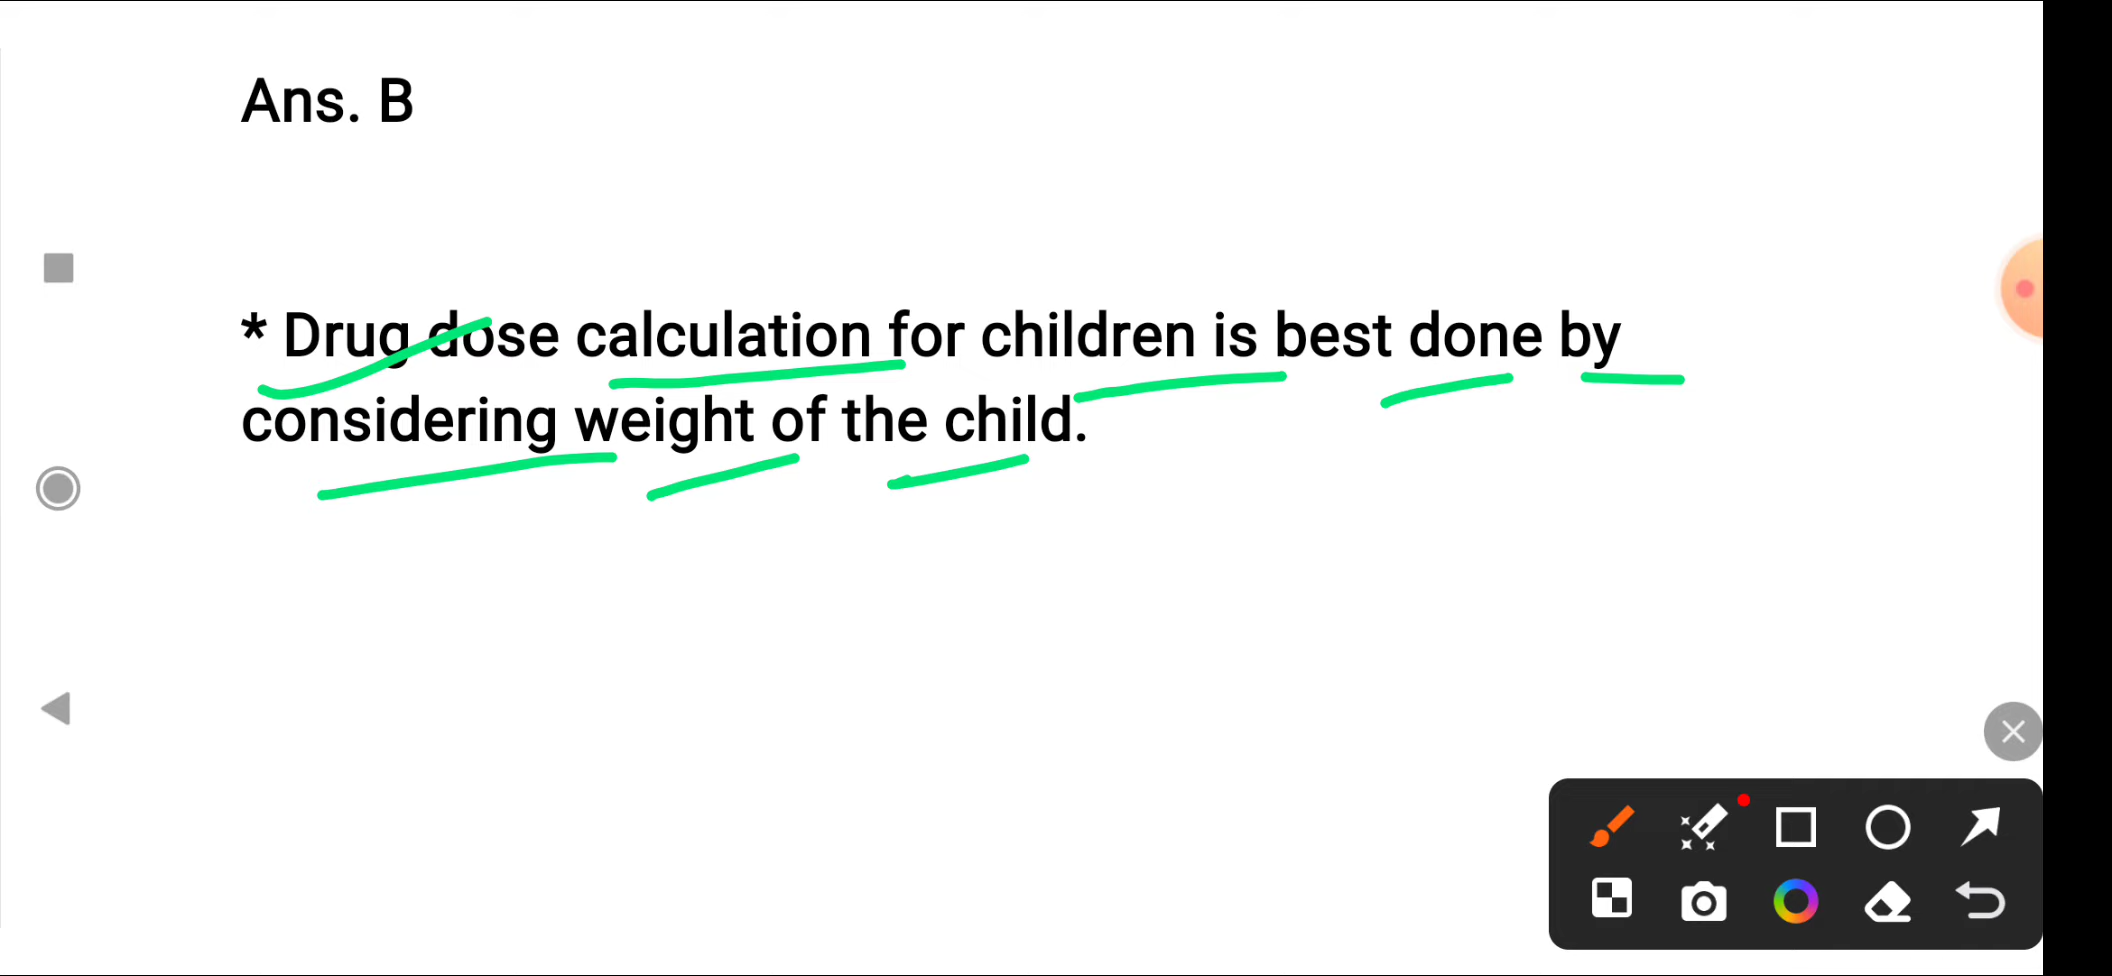 Ans. B
* Drug dose calculation for children is best done by
considering weight of the child.